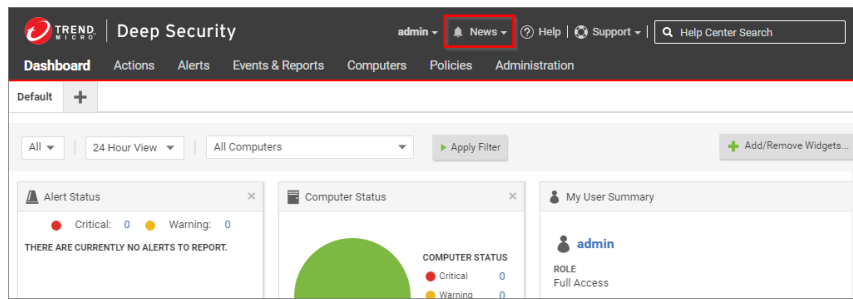 TREND MICRO Deep Security admin News Help Support Help Center Search
Dashboard Actions Alerts Events & Reports Computers Policies Administration
Default
All 24 Hour View All Computers Apply Filter Add/Remove Widgets...
Alert Status
Critical: 0 Warning: 0
THERE ARE CURRENTLY NO ALERTS TO REPORT.
Computer Status
COMPUTER STATUS
Critical 0
Warning 0
My User Summary
admin
ROLE
Full Access